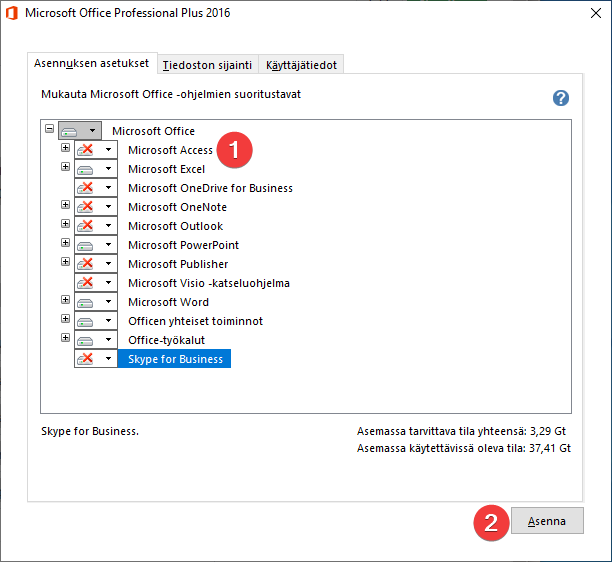 Microsoft Office Professional Plus 2016
Asennuksen asetukset
Tiedoston sijainti
Käyttäjätiedot
Mukauta Microsoft Office -ohjelmien suoritustavat
?
Microsoft Office
Microsoft Access
1
Microsoft Excel
Microsoft OneDrive for Business
Microsoft OneNote
Microsoft Outlook
Microsoft PowerPoint
Microsoft Publisher
Microsoft Visio -katseluohjelma
Microsoft Word
Officen yhteiset toiminnot
Office-työkalut
Skype for Business
Skype for Business.
Asemassa tarvittava tila yhteensä: 3,29 Gt
Asemassa käytettävissä oleva tila: 37,41 Gt
2
Asenna